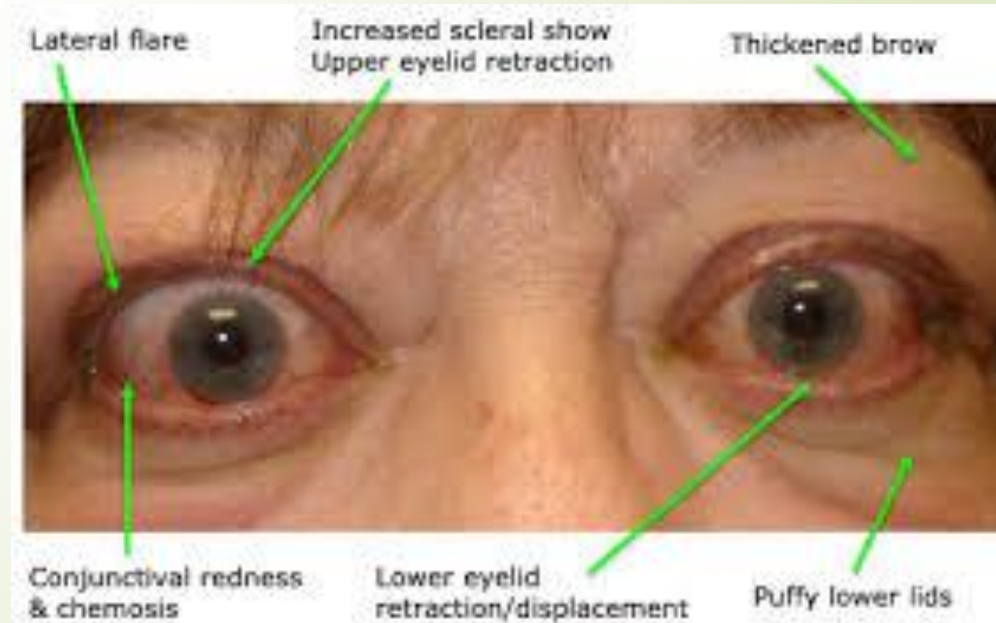 Lateral flare
Increased scleral show
Upper eyelid retraction
Thickened brow
Conjunctival redness
& chemosis
Lower eyelid
retraction/displacement
Puffy lower lids